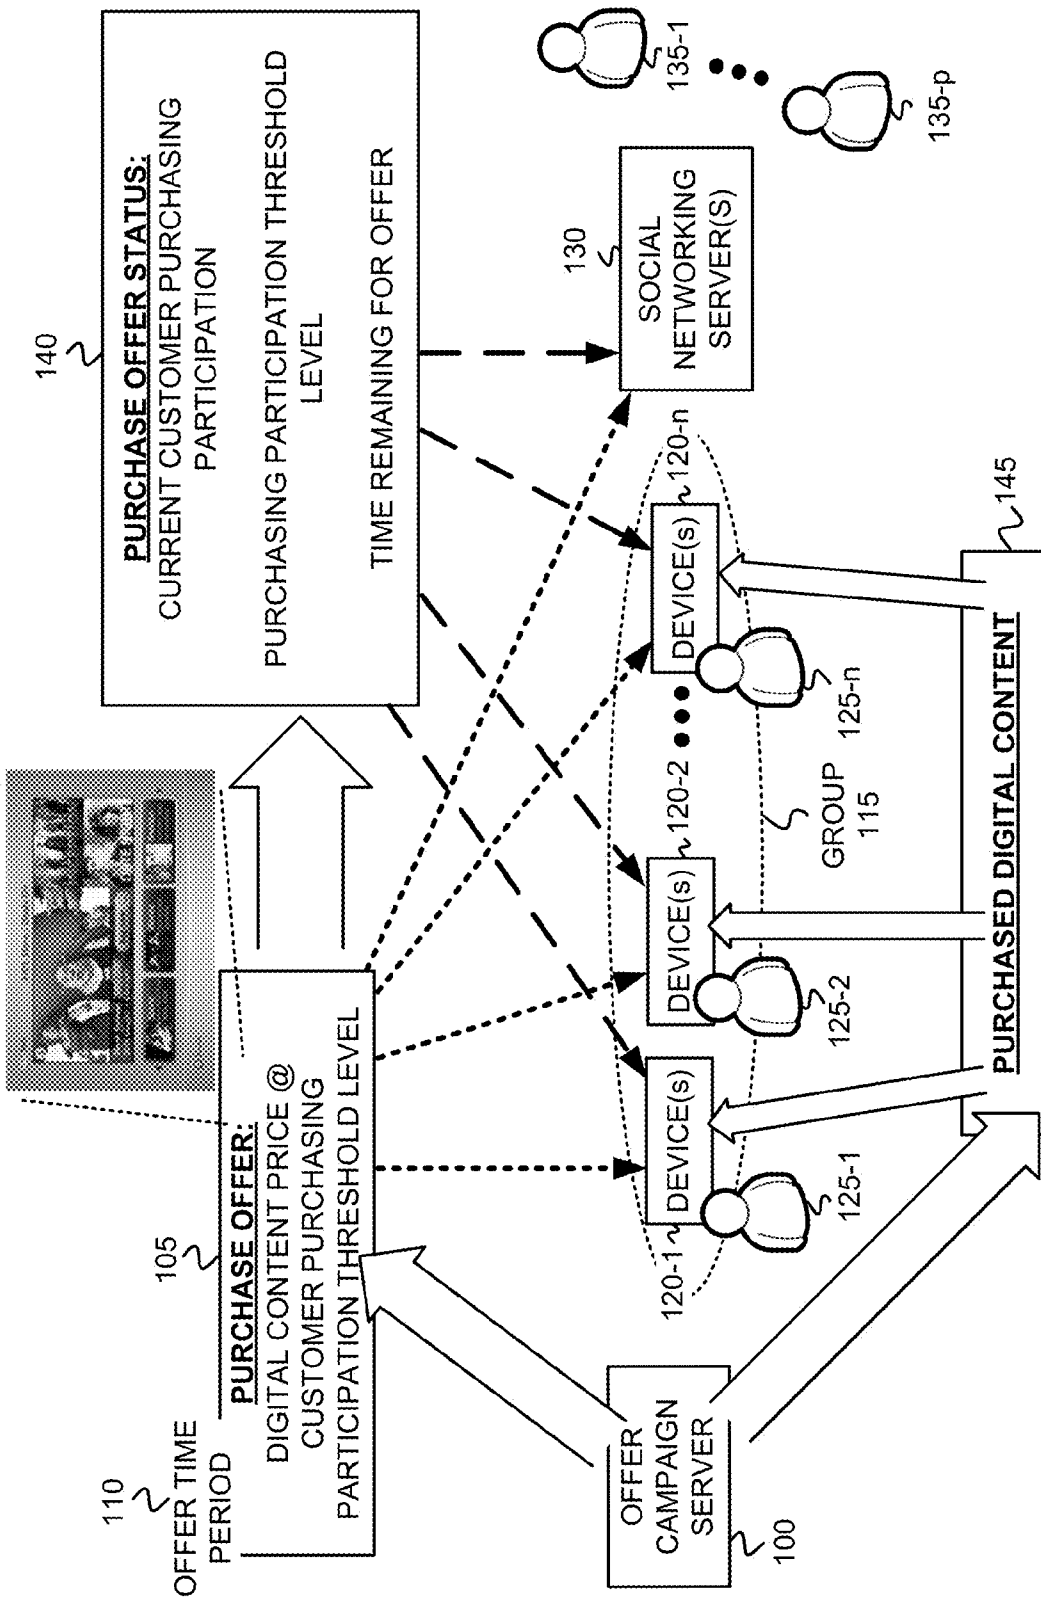 110
OFFER TIME
PERIOD
105
PURCHASE OFFER:
DIGITAL CONTENT PRICE @
CUSTOMER PURCHASING
PARTICIPATION THRESHOLD LEVEL
140
PURCHASE OFFER STATUS:
CURRENT CUSTOMER PURCHASING
PARTICIPATION
PURCHASING PARTICIPATION THRESHOLD
LEVEL
TIME REMAINING FOR OFFER
OFFER
CAMPAIGN
SERVER
100
120-1
DEVICE(s)
125-1
120-2
DEVICE(s)
125-2
120-n
DEVICE(s)
125-n
GROUP
115
130
SOCIAL
NETWORKING
SERVER(S)
135-1
135-p
145
PURCHASED DIGITAL CONTENT